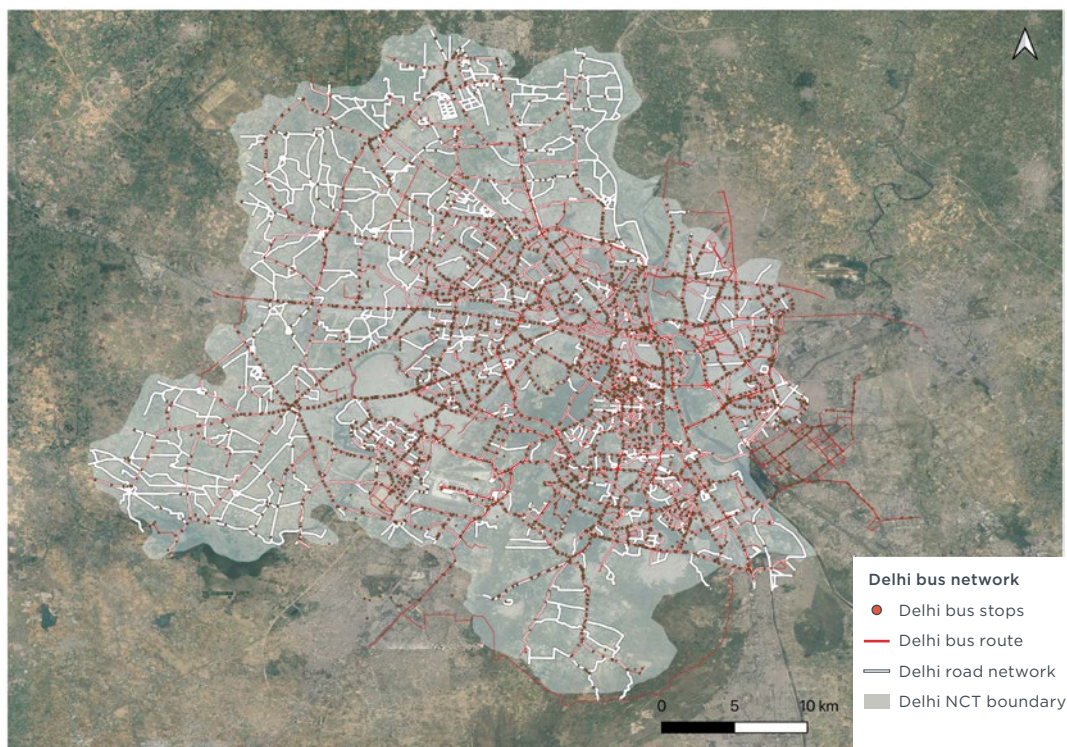 Delhi bus network
Delhi bus stops
Delhi bus route
Delhi road network
Delhi NCT boundary
0 5 10 km